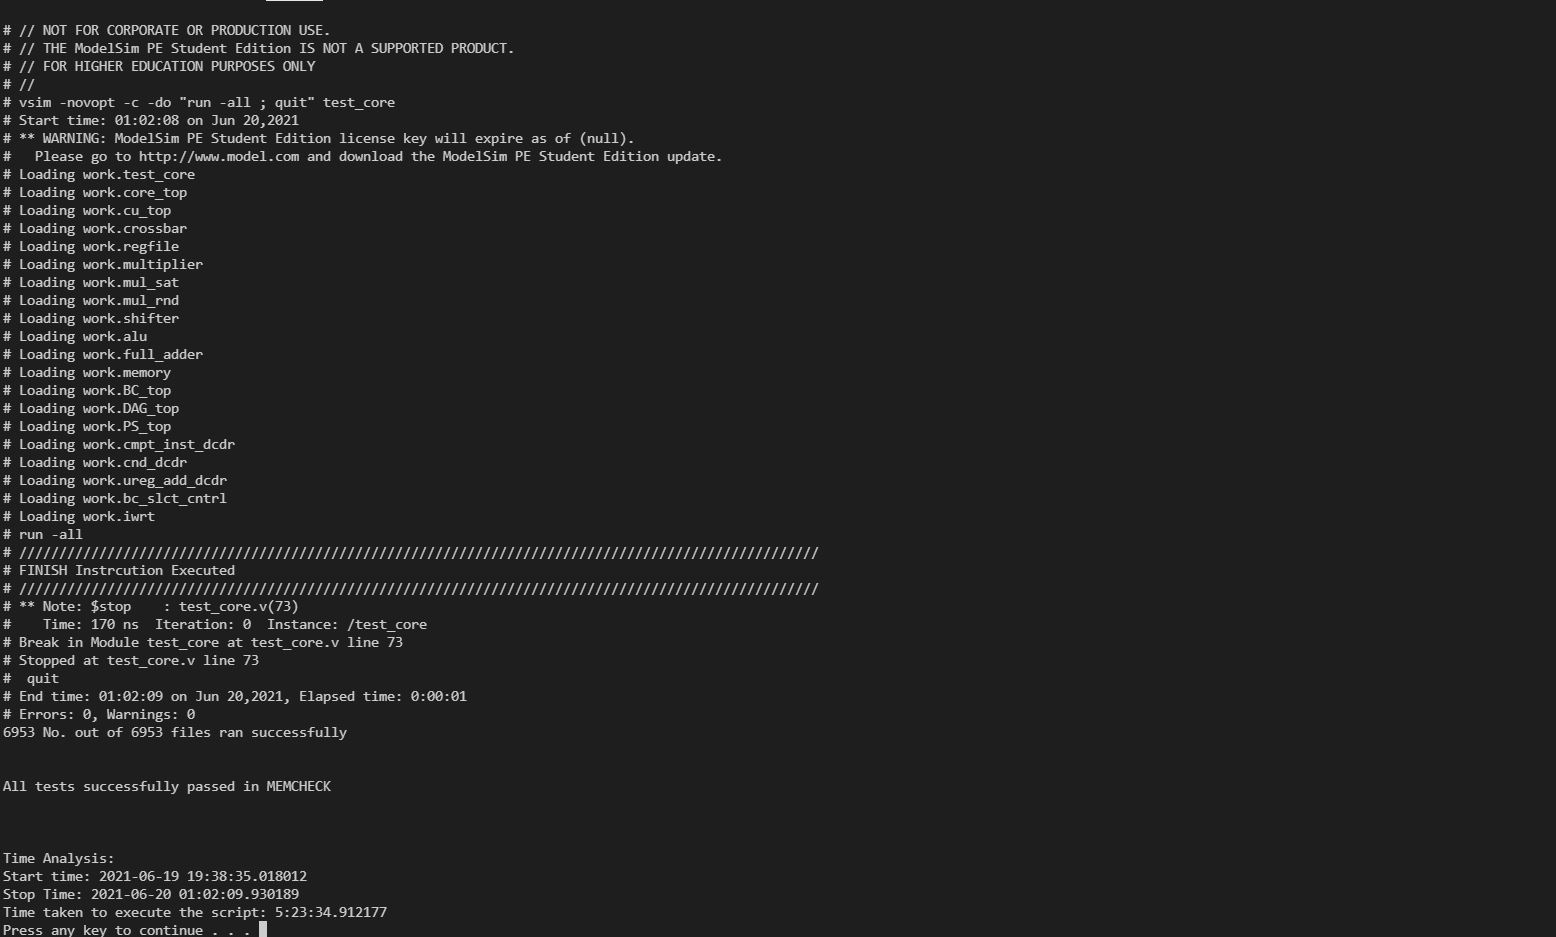 # // NOT FOR CORPORATE OR PRODUCTION USE.
# // THE ModelSim PE Student Edition IS NOT A SUPPORTED PRODUCT.
# // FOR HIGHER EDUCATION PURPOSES ONLY
# //
# vsim -novopt -c -do "run -all ; quit" test_core
# Start time: 01:02:08 on Jun 20,2021
# ** WARNING: ModelSim PE Student Edition license key will expire as of (null).
#   Please go to http://www.model.com and download the ModelSim PE Student Edition update.
# Loading work.test_core
# Loading work.core_top
# Loading work.cu_top
# Loading work.crossbar
# Loading work.regfile
# Loading work.multiplier
# Loading work.mul_sat
# Loading work.mul_rnd
# Loading work.shifter
# Loading work.alu
# Loading work.full_adder
# Loading work.memory
# Loading work.BC_top
# Loading work.DAG_top
# Loading work.PS_top
# Loading work.cmpt_inst_dcdr
# Loading work.cnd_dcdr
# Loading work.ureg_add_dcdr
# Loading work.bc_slct_cntrl
# Loading work.iwrt
# run -all
# ////////////////////////////////////////////////////////////////////////////////////////////////////
# FINISH Instrcution Executed
# ////////////////////////////////////////////////////////////////////////////////////////////////////
# ** Note: $stop    : test_core.v(73)
#    Time: 170 ns  Iteration: 0  Instance: /test_core
# Break in Module test_core at test_core.v line 73
# Stopped at test_core.v line 73
#  quit
# End time: 01:02:09 on Jun 20,2021, Elapsed time: 0:00:01
# Errors: 0, Warnings: 0
6953 No. out of 6953 files ran successfully
All tests successfully passed in MEMCHECK
Time Analysis:
Start time: 2021-06-19 19:38:35.018012
Stop Time: 2021-06-20 01:02:09.930189
Time taken to execute the script: 5:23:34.912177
Press any key to continue . . .